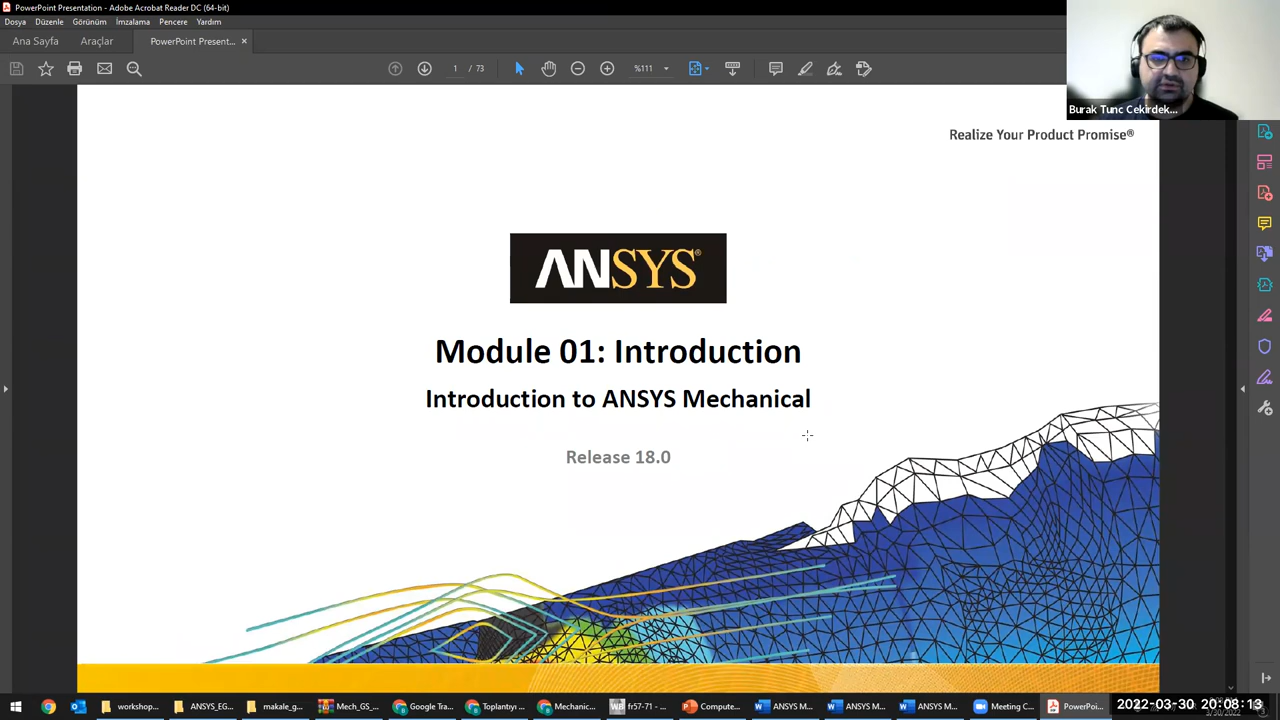 PowerPoint Presentation - Adobe Acrobat Reader DC (64-bit)
Dosya Düzenle Görünüm İmzalama Pencere Yardım
Ana Sayfa Araçlar PowerPoint Present... ×
1 / 73 %111
Burak Tunc Cekirdek...
Realize Your Product Promise®
ANSYS®
Module 01: Introduction
Introduction to ANSYS Mechanical
Release 18.0
workshop... ANSYS_EG... makale_g... Mech_GS_... Google Tra... Toplantıyr... Mechanic... fr57-71 - ... Compute... ANSYS M... ANSYS M... ANSYS M... Meeting C... PowerPoi...
2022-03-30 20:08:13